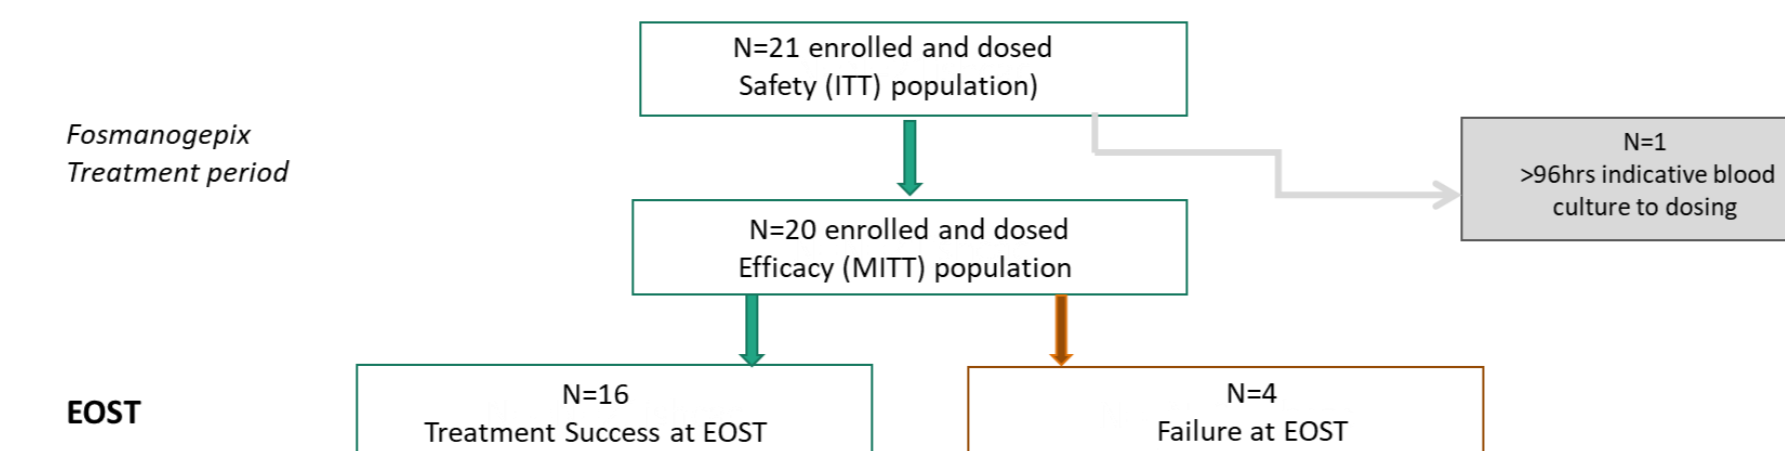 N=21 enrolled and dosed
Safety (ITT) population)
Fosmanogepix
Treatment period
N=1
>96hrs indicative blood
culture to dosing
N=20 enrolled and dosed
Efficacy (MITT) population
EOST
N=16
Treatment Success at EOST
N=4
Failure at EOST